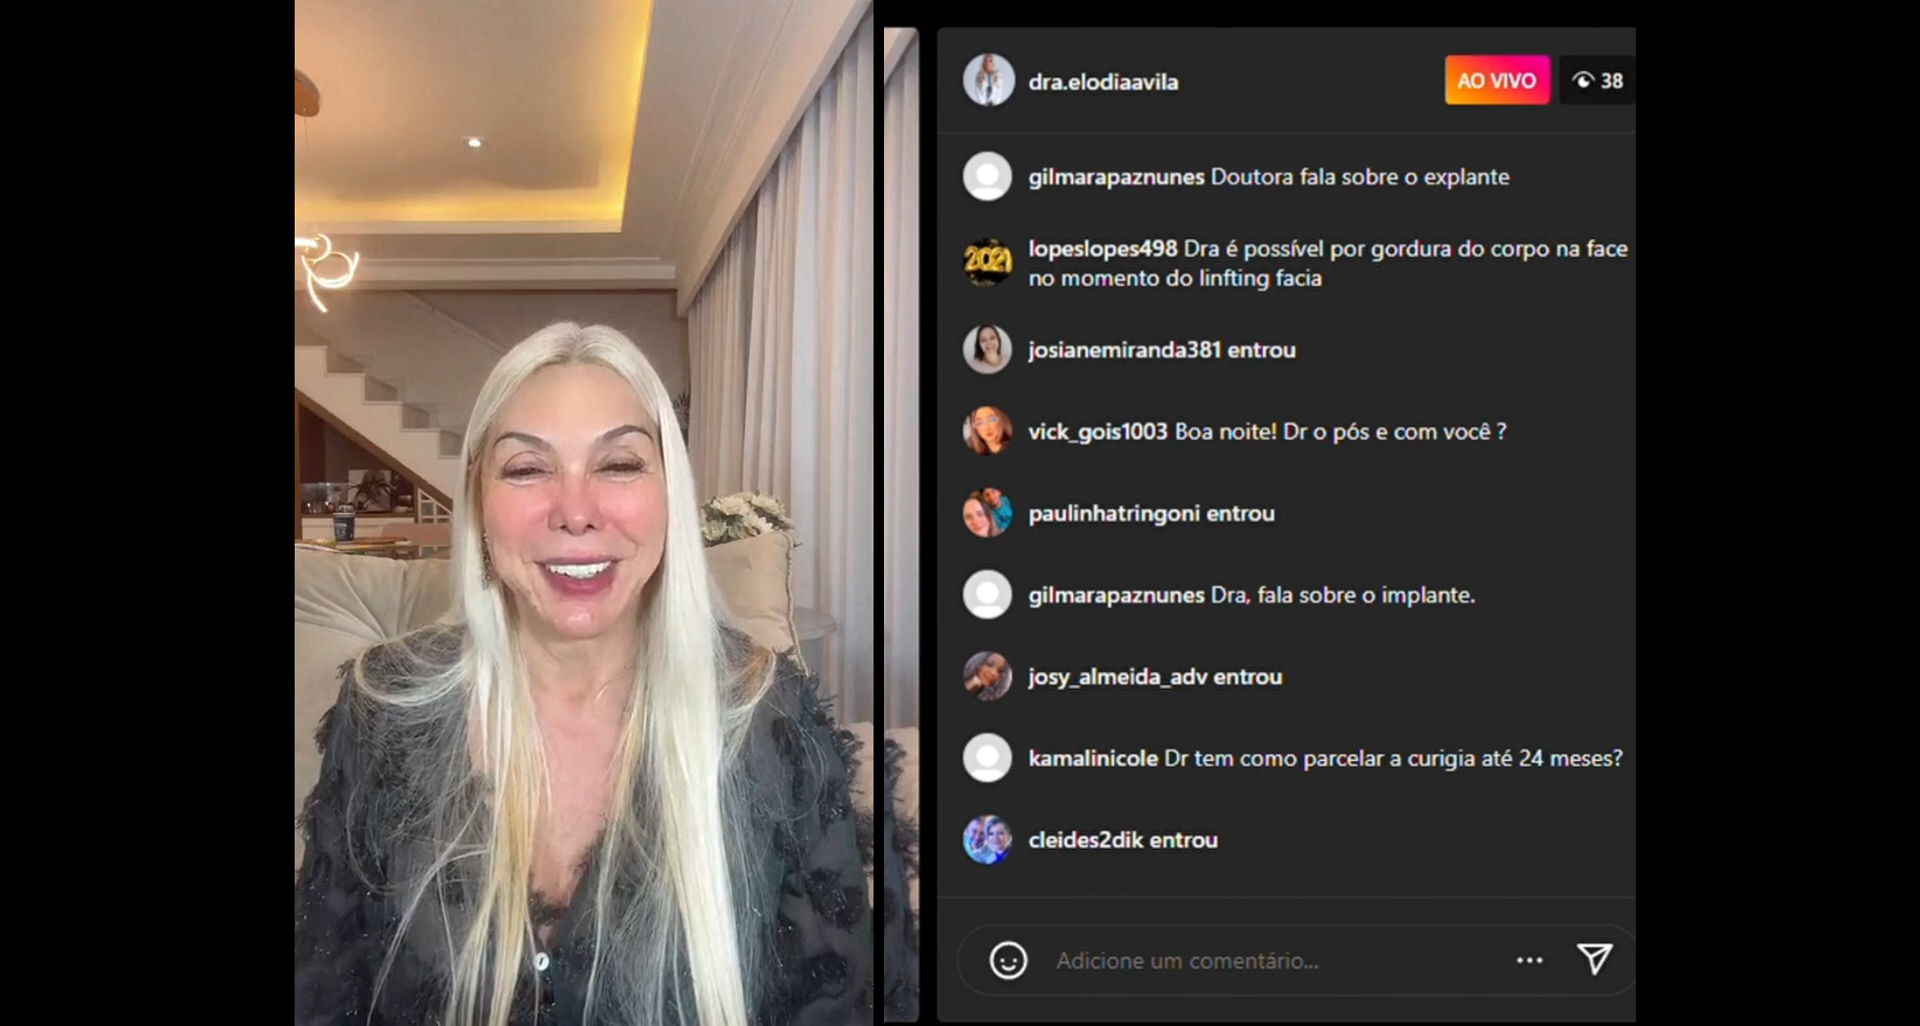 dra.elodiaavila
AO VIVO
38
gilmarapaznunes Doutora fala sobre o explante
lopeslopes498 Dra é possível por gordura do corpo na face
no momento do linfting facia
josianemiranda381 entrou
vick_gois1003 Boa noite! Dr o pós e com você ?
paulinhatringoni entrou
gilmarapaznunes Dra, fala sobre o implante.
josy_almeida_adv entrou
kamalinicole Dr tem como parcelar a curigia até 24 meses?
cleides2dik entrou
Adicione um comentário...
2021